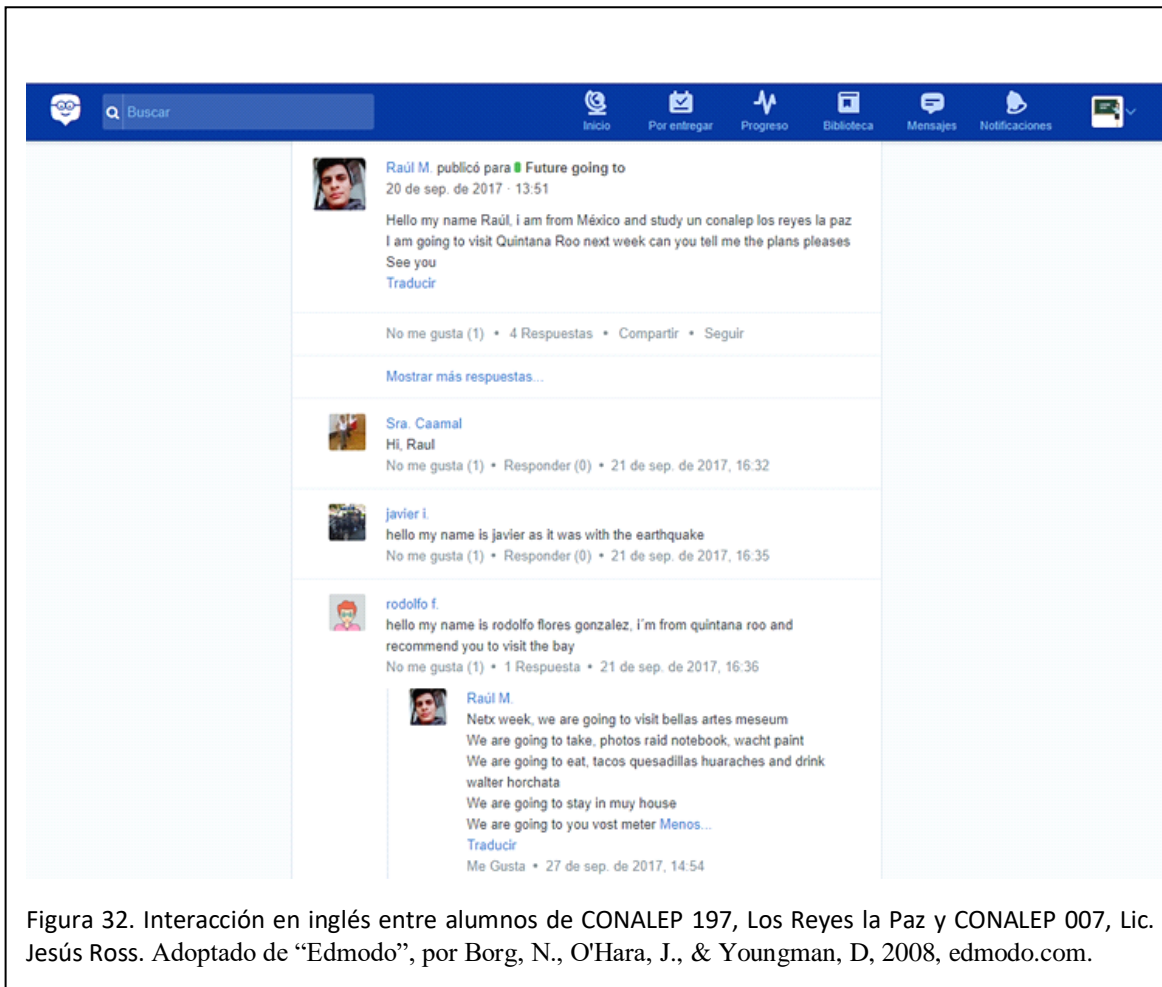 Buscar
Inicio
Por entregar
Progreso
Biblioteca
Mensajes
Notificaciones
Raúl M. publicó para Future going to
20 de sep. de 2017 · 13:51
Hello my name Raúl, i am from México and study un conalep los reyes la paz
I am going to visit Quintana Roo next week can you tell me the plans pleases
See you
Traducir
No me gusta (1) • 4 Respuestas • Compartir • Seguir
Mostrar más respuestas...
Sra. Caamal
Hi, Raul
No me gusta (1) • Responder (0) • 21 de sep. de 2017, 16:32
javier i.
hello my name is javier as it was with the earthquake
No me gusta (1) • Responder (0) • 21 de sep. de 2017, 16:35
rodolfo f.
hello my name is rodolfo flores gonzalez, i´m from quintana roo and
recommend you to visit the bay
No me gusta (1) • 1 Respuesta • 21 de sep. de 2017, 16:36
Raúl M.
Netx week, we are going to visit bellas artes meseum
We are going to take, photos raid notebook, wacht paint
We are going to eat, tacos quesadillas huaraches and drink
walter horchata
We are going to stay in muy house
We are going to you vost meter Menos...
Traducir
Me Gusta • 27 de sep. de 2017, 14:54
Figura 32. Interacción en inglés entre alumnos de CONALEP 197, Los Reyes la Paz y CONALEP 007, Lic.
Jesús Ross. Adoptado de “Edmodo”, por Borg, N., O'Hara, J., & Youngman, D, 2008, edmodo.com.